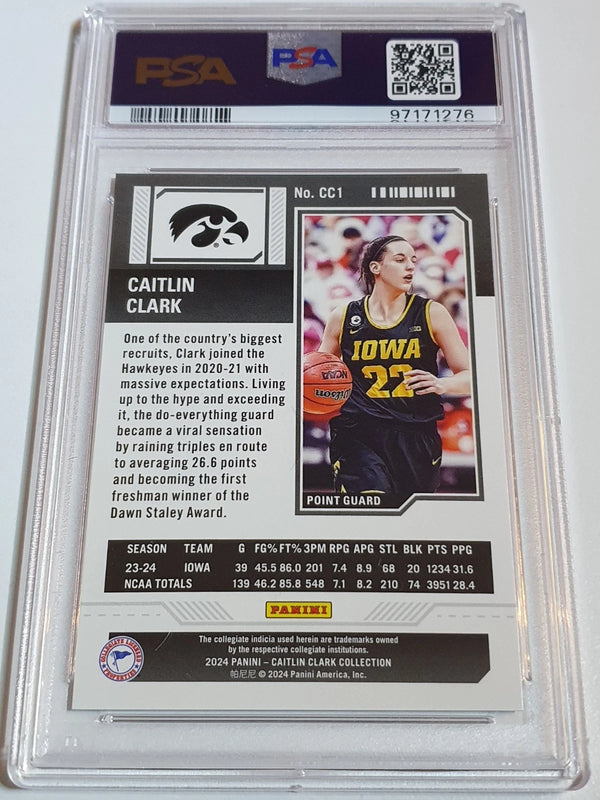 PSA
PSA
97171276
No. CC1
CAITLIN
CLARK
One of the country's biggest
recruits, Clark joined the
Hawkeyes in 2020-21 with
massive expectations. Living
up to the hype and exceeding
it, the do-everything guard
became a viral sensation
by raining triples en route
to averaging 26.6 points
and becoming the first
freshman winner of the
Dawn Staley Award.
IOWA
22
Wilson
NCAA
POINT GUARD
SEASON TEAM G FG% FT% 3PM RPG APG STL BLK PTS PPG
23-24 IOWA 39 45.5 86.0 201 7.4 8.9 68 20 1234 31.6
NCAA TOTALS 139 46.2 85.8 548 7.1 8.2 210 74 3951 28.4
PANINI
The collegiate indicia used herein are trademarks owned
by the respective collegiate institutions.
2024 PANINI – CAITLIN CLARK COLLECTION
帕尼尼 © 2024 Panini America, Inc.
COLLEGIATE LICENSED
PROPERTIES